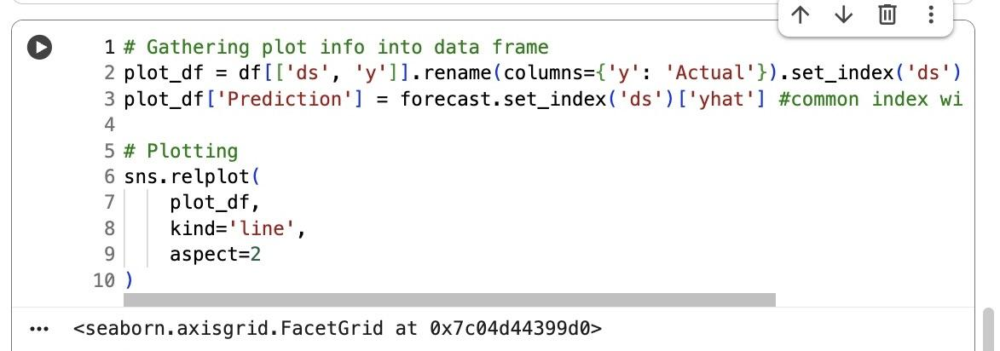 1 # Gathering plot info into data frame
2 plot_df = df[['ds', 'y']].rename(columns={'y': 'Actual'}).set_index('ds')
3 plot_df['Prediction'] = forecast.set_index('ds')['yhat'] #common index wi
4
5 # Plotting
6 sns.relplot(
7     plot_df,
8     kind='line',
9     aspect=2
10 )
<seaborn.axisgrid.FacetGrid at 0x7c04d44399d0>